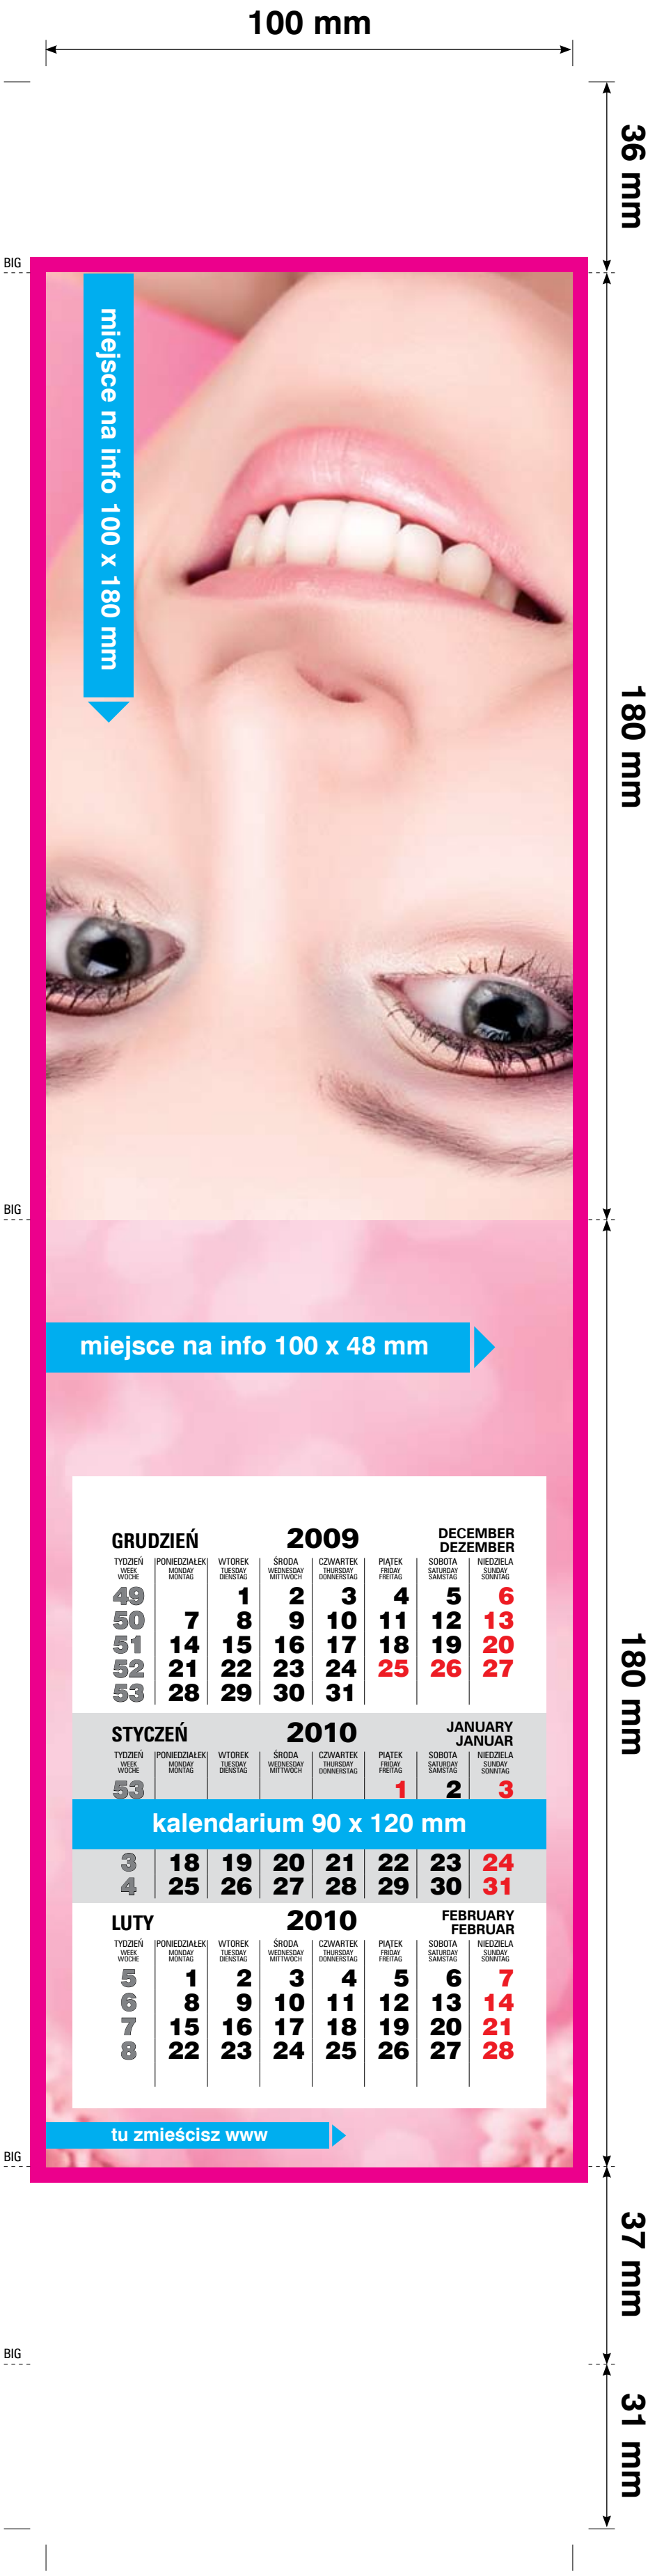 100 mm
36 mm
BIG
miejsce na info 100 x 180 mm
180 mm
BIG
miejsce na info 100 x 48 mm
GRUDZIEŃ 2009 DECEMBER
DEZEMBER
TYDZIEŃ PONIEDZIAŁEK WTOREK ŚRODA CZWARTEK PIĄTEK SOBOTA NIEDZIELA
WEEK MONDAY TUESDAY WEDNESDAY THURSDAY FRIDAY SATURDAY SUNDAY
WOCHE MONTAG DIENSTAG MITTWOCH DONNERSTAG FREITAG SAMSTAG SONNTAG
49 1 2 3 4 5 6
50 7 8 9 10 11 12 13
51 14 15 16 17 18 19 20
52 21 22 23 24 25 26 27
53 28 29 30 31
180 mm
STYCZEŃ 2010 JANUARY
JANUAR
TYDZIEŃ PONIEDZIAŁEK WTOREK ŚRODA CZWARTEK PIĄTEK SOBOTA NIEDZIELA
WEEK MONDAY TUESDAY WEDNESDAY THURSDAY FRIDAY SATURDAY SUNDAY
WOCHE MONTAG DIENSTAG MITTWOCH DONNERSTAG FREITAG SAMSTAG SONNTAG
53 1 2 3
kalendarium 90 x 120 mm
3 18 19 20 21 22 23 24
4 25 26 27 28 29 30 31
LUTY 2010 FEBRUARY
FEBRUAR
TYDZIEŃ PONIEDZIAŁEK WTOREK ŚRODA CZWARTEK PIĄTEK SOBOTA NIEDZIELA
WEEK MONDAY TUESDAY WEDNESDAY THURSDAY FRIDAY SATURDAY SUNDAY
WOCHE MONTAG DIENSTAG MITTWOCH DONNERSTAG FREITAG SAMSTAG SONNTAG
5 1 2 3 4 5 6 7
6 8 9 10 11 12 13 14
7 15 16 17 18 19 20 21
8 22 23 24 25 26 27 28
tu zmieścisz www
BIG
37 mm
BIG
31 mm